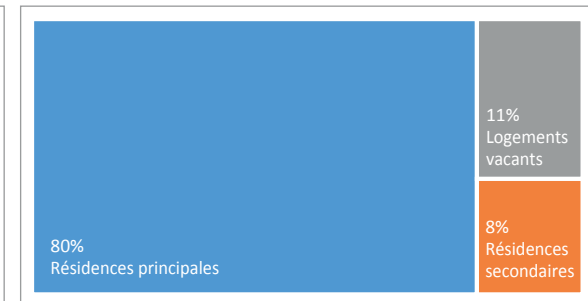 80%
Résidences principales
11%
Logements
vacants
8%
Résidences
secondaires